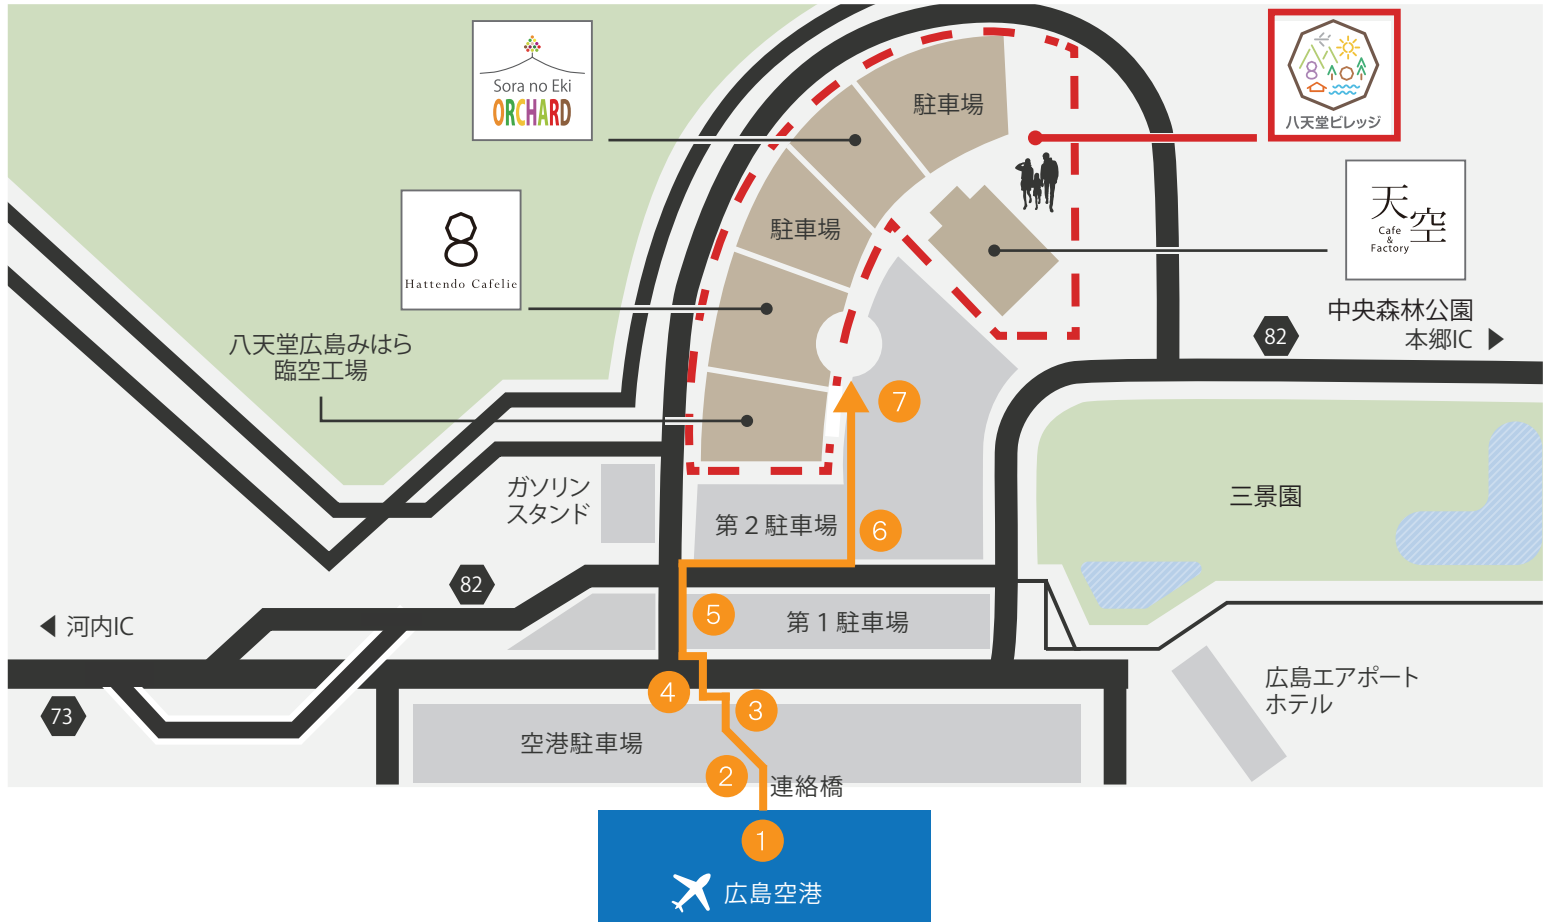 Sora no Eki
ORCHARD
八天堂ビレッジ
駐車場
天空
Cafe
&
Factory
8
Hattendo Cafelie
駐車場
中央森林公園
本郷IC
82
八天堂広島みはら
臨空工場
7
ガソリン
スタンド
第2駐車場
6
三景園
82
河内IC
5
第1駐車場
4
3
73
広島エアポート
ホテル
空港駐車場
2
連絡橋
1
広島空港